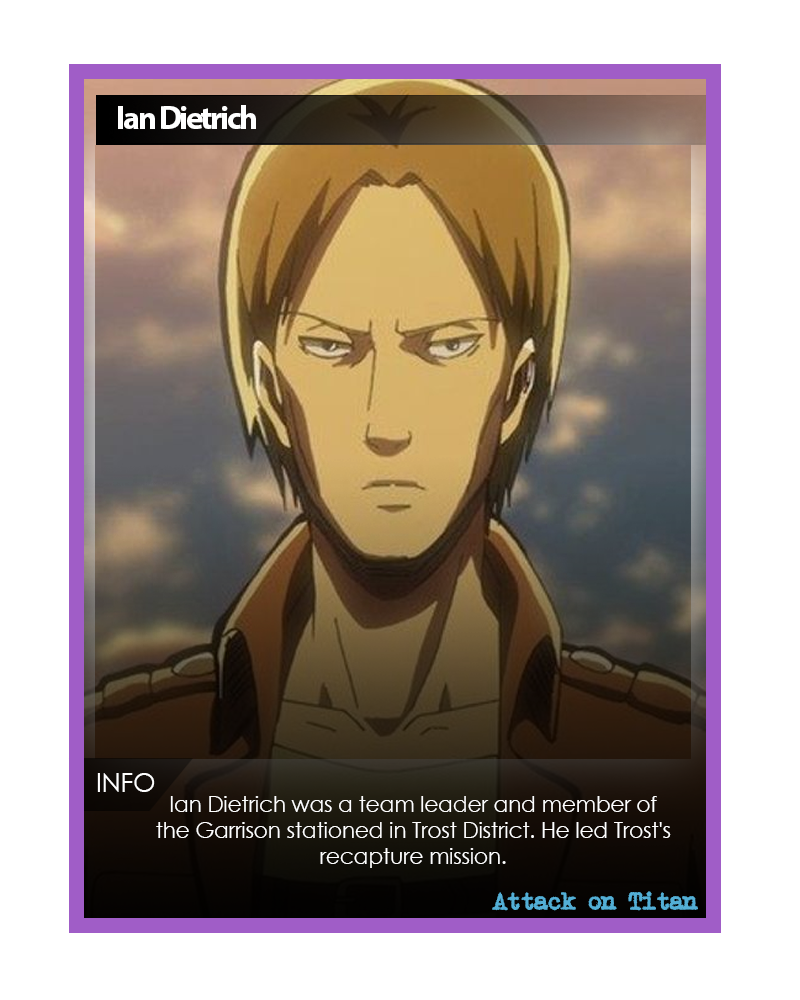 Ian Dietrich
INFO
Ian Dietrich was a team leader and member of
the Garrison stationed in Trost District. He led Trost's
recapture mission.
Attack on Titan